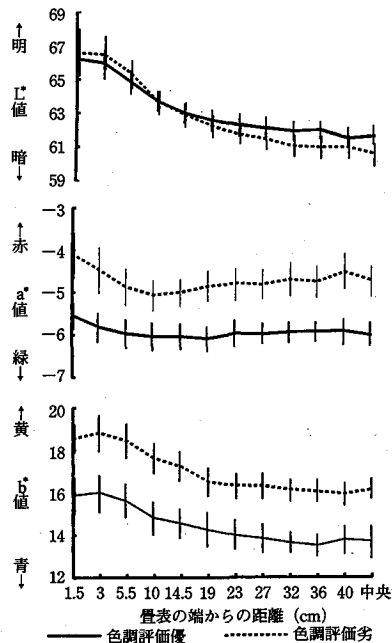 69
67
65
63
61
59
↑
明
L*
値
暗
↓
-3
-4
-5
-6
-7
↑
赤
a*
値
緑
↓
20
18
16
14
12
↑
黄
b*
値
青
↓
1.5 3 5.5 10 14.5 19 23 27 32 36 40 中央
畳表の端からの距離 (cm)
色調評価優 色調評価劣